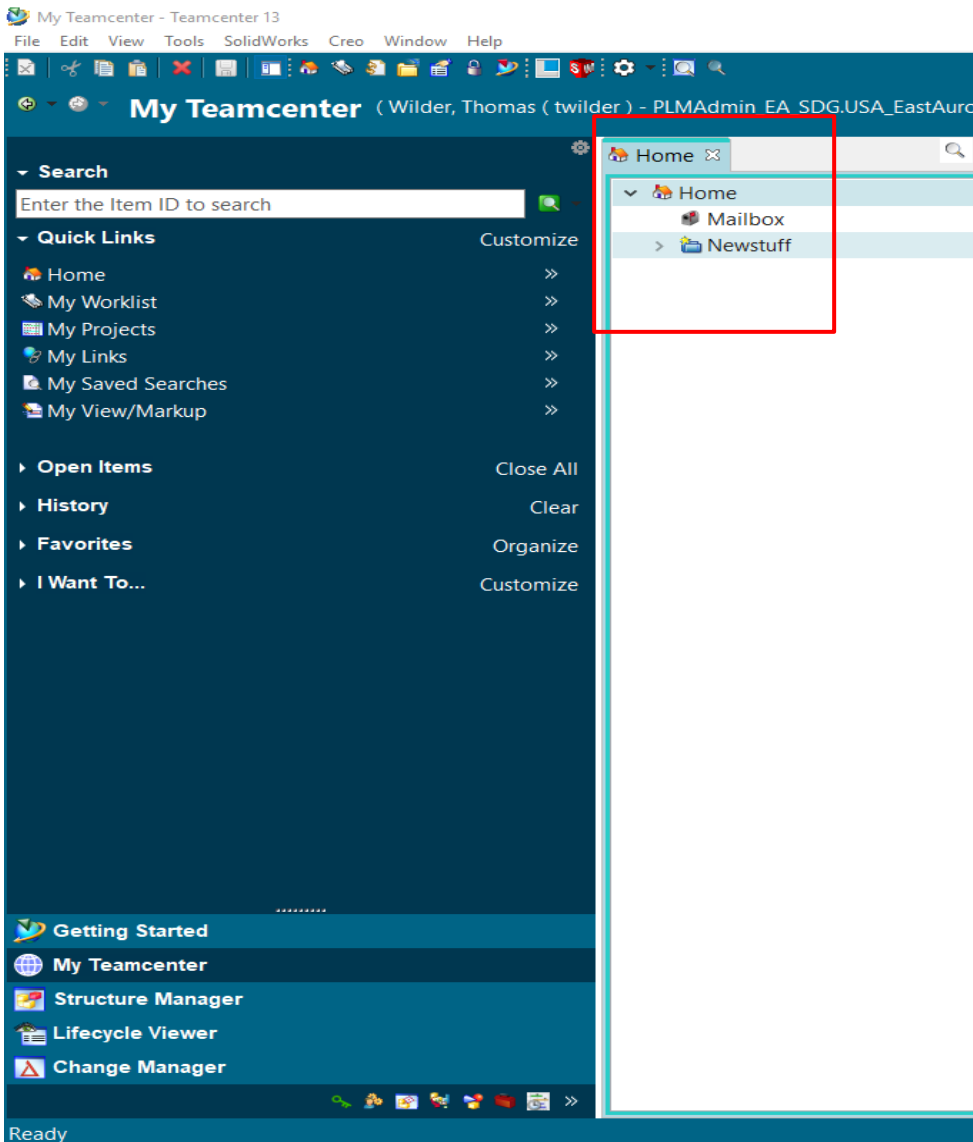 My Teamcenter - Teamcenter 13
File Edit View Tools SolidWorks Creo Window Help
My Teamcenter ( Wilder, Thomas ( twilder ) - PLMAdmin_EA_SDG.USA_EastAuro
Search
Enter the Item ID to search
Quick Links Customize
Home »
My Worklist »
My Projects »
My Links »
My Saved Searches »
My View/Markup »
Open Items Close All
History Clear
Favorites Organize
I Want To... Customize
Getting Started
My Teamcenter
Structure Manager
Lifecycle Viewer
Change Manager
»
Ready
Home
Home
Mailbox
Newstuff